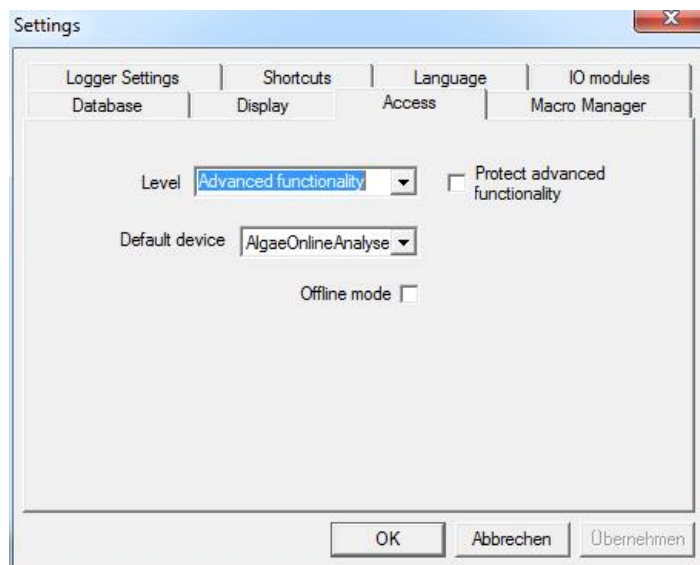 Settings
Logger Settings Shortcuts Language IO modules
Database Display Access Macro Manager
Level Advanced functionality Protect advanced
functionality
Default device AlgaeOnlineAnalyse
Offline mode
OK Abbrechen Übernehmen